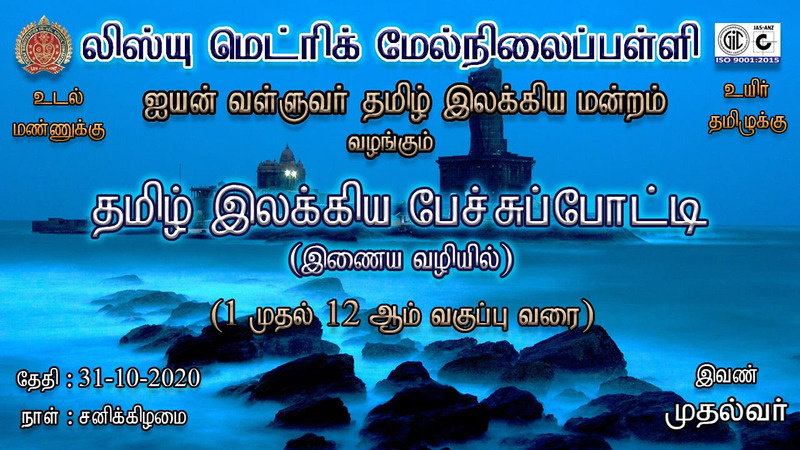 லிஸ்யு மெட்ரிக் மேல்நிலைப்பள்ளி
IAS-ANZ
GIC
ISO 9001:2015
உடல்
மண்ணுக்கு
ஐயன் வள்ளுவர் தமிழ் இலக்கிய மன்றம்
உயிர்
தமிழுக்கு
வழங்கும்
தமிழ் இலக்கிய பேச்சுப்போட்டி
(இணைய வழியில்)
(1 முதல் 12 ஆம் வகுப்பு வரை)
தேதி : 31-10-2020
நாள் : சனிக்கிழமை
இவண்
முதல்வர்